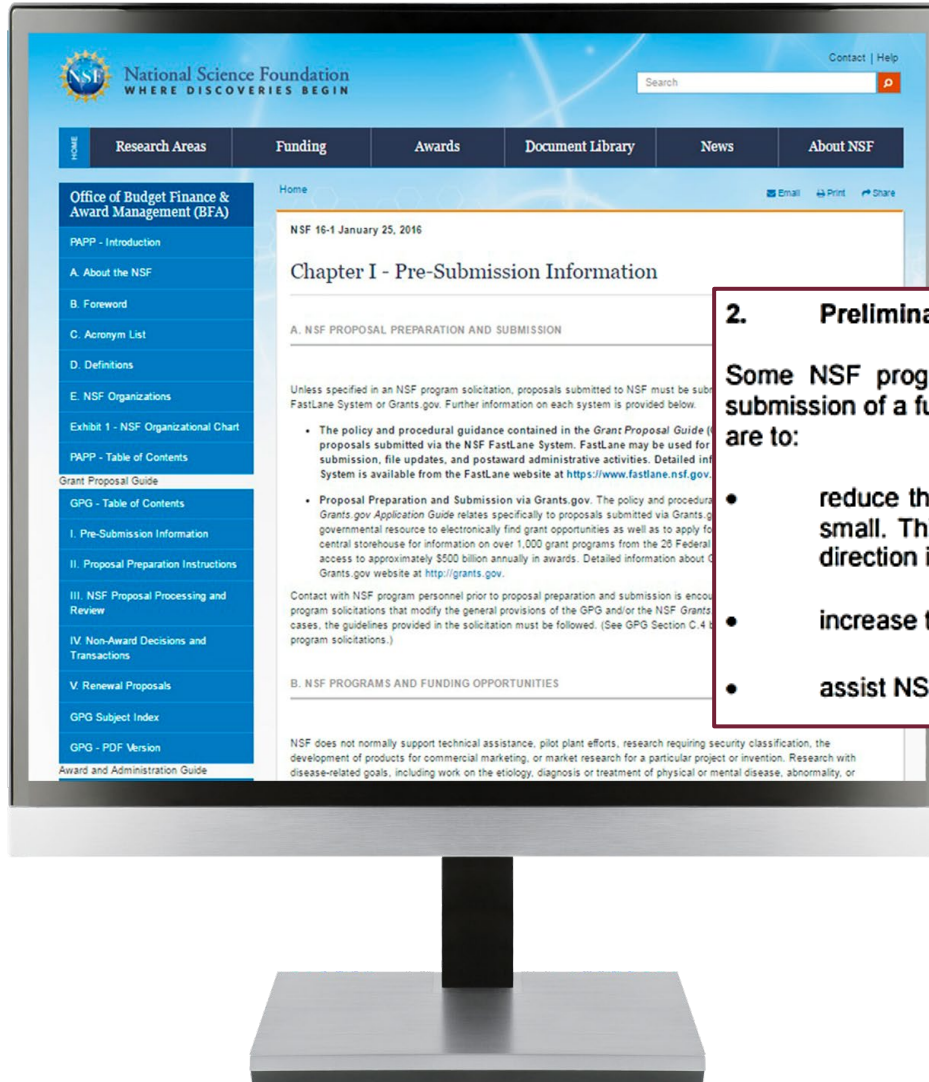 NSF
National Science Foundation
WHERE DISCOVERIES BEGIN
Contact | Help
Search
HOME
Research Areas
Funding
Awards
Document Library
News
About NSF
Office of Budget Finance &
Award Management (BFA)
PAPP - Introduction
A. About the NSF
B. Foreword
C. Acronym List
D. Definitions
E. NSF Organizations
Exhibit 1 - NSF Organizational Chart
PAPP - Table of Contents
Grant Proposal Guide
GPG - Table of Contents
I. Pre-Submission Information
II. Proposal Preparation Instructions
III. NSF Proposal Processing and
Review
IV. Non-Award Decisions and
Transactions
V. Renewal Proposals
GPG Subject Index
GPG - PDF Version
Award and Administration Guide
Home
Email Print Share
NSF 16-1 January 25, 2016
Chapter I - Pre-Submission Information
A. NSF PROPOSAL PREPARATION AND SUBMISSION
Unless specified in an NSF program solicitation, proposals submitted to NSF must be
FastLane System or Grants.gov. Further information on each system is provided below.
• The policy and procedural guidance contained in the Grant Proposal Guide
proposals submitted via the NSF FastLane System. FastLane may be used for
submission, file updates, and postaward administrative activities. Detailed
System is available from the FastLane website at https://www.fastlane.nsf.gov.
• Proposal Preparation and Submission via Grants.gov. The policy and
Grants.gov Application Guide relates specifically to proposals submitted via
governmental resource to electronically find grant opportunities as well as to apply
central storehouse for information on over 1,000 grant programs from the 26 Federal
access to approximately $500 billion annually in awards. Detailed information about
Grants.gov website at http://grants.gov.
Contact with NSF program personnel prior to proposal preparation and submission is
program solicitations that modify the general provisions of the GPG and/or the NSF Grants
cases, the guidelines provided in the solicitation must be followed. (See GPG Section C.4
program solicitations.)
B. NSF PROGRAMS AND FUNDING OPPORTUNITIES
NSF does not normally support technical assistance, pilot plant efforts, research requiring security classification, the
development of products for commercial marketing, or market research for a particular project or invention. Research with
disease-related goals, including work on the etiology, diagnosis or treatment of physical or mental disease, abnormality, or
2. Prelimina
Some NSF prog
submission of a fu
are to:
• reduce th
small. Thi
direction i
• increase t
• assist NS